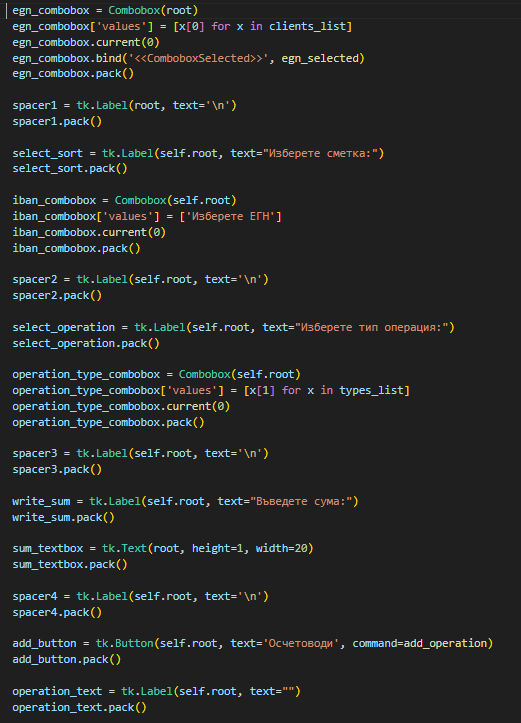 egn_combobox = Combobox(root)
egn_combobox['values'] = [x[0] for x in clients_list]
egn_combobox.current(0)
egn_combobox.bind('<<ComboboxSelected>>', egn_selected)
egn_combobox.pack()

spacer1 = tk.Label(root, text='\n')
spacer1.pack()

select_sort = tk.Label(self.root, text="Изберете сметка:")
select_sort.pack()

iban_combobox = Combobox(self.root)
iban_combobox['values'] = ['Изберете ЕГН']
iban_combobox.current(0)
iban_combobox.pack()

spacer2 = tk.Label(self.root, text='\n')
spacer2.pack()

select_operation = tk.Label(self.root, text="Изберете тип операция:")
select_operation.pack()

operation_type_combobox = Combobox(self.root)
operation_type_combobox['values'] = [x[1] for x in types_list]
operation_type_combobox.current(0)
operation_type_combobox.pack()

spacer3 = tk.Label(self.root, text='\n')
spacer3.pack()

write_sum = tk.Label(self.root, text="Въведете сума:")
write_sum.pack()

sum_textbox = tk.Text(root, height=1, width=20)
sum_textbox.pack()

spacer4 = tk.Label(self.root, text='\n')
spacer4.pack()

add_button = tk.Button(self.root, text='Осчетоводи', command=add_operation)
add_button.pack()

operation_text = tk.Label(self.root, text="")
operation_text.pack()